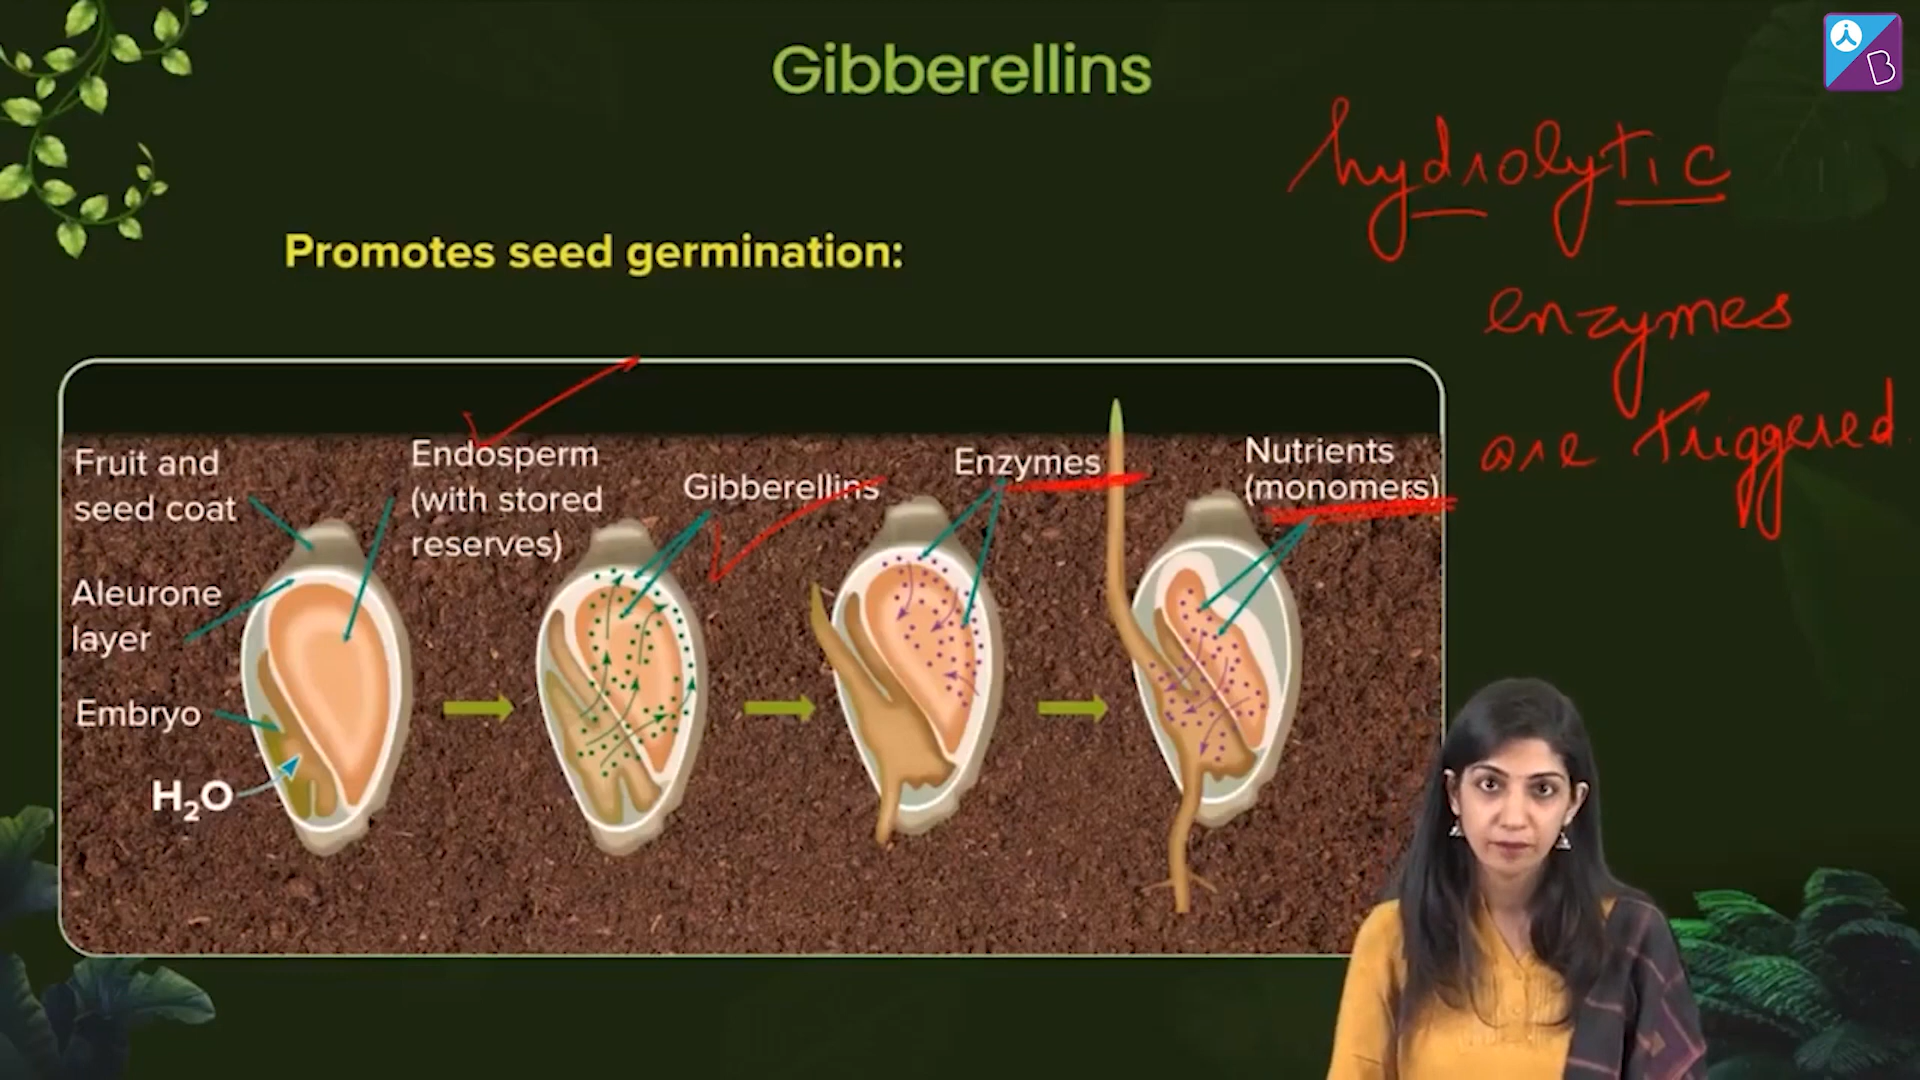 Gibberellins
hydrolytic
enzymes
are triggered
Promotes seed germination:
Fruit and
seed coat
Endosperm
(with stored
reserves)
Gibberellins
Enzymes
Nutrients
(monomers)
Aleurone
layer
Embryo
H₂O
B